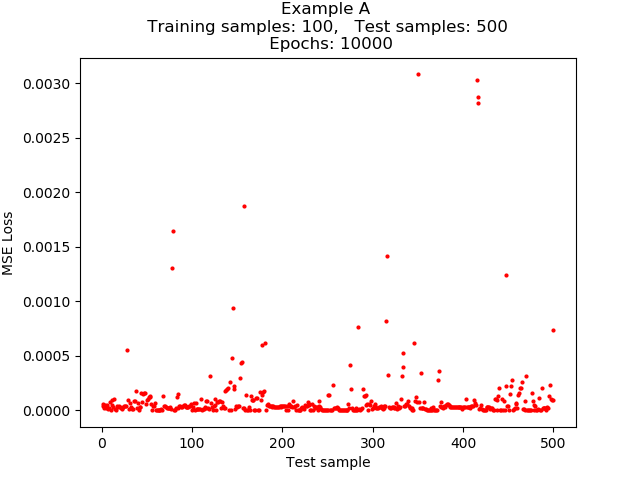 Example A
Training samples: 100,   Test samples: 500
Epochs: 10000
0.0030
0.0025
0.0020
0.0015
0.0010
0.0005
0.0000
MSE Loss
0 100 200 300 400 500
Test sample